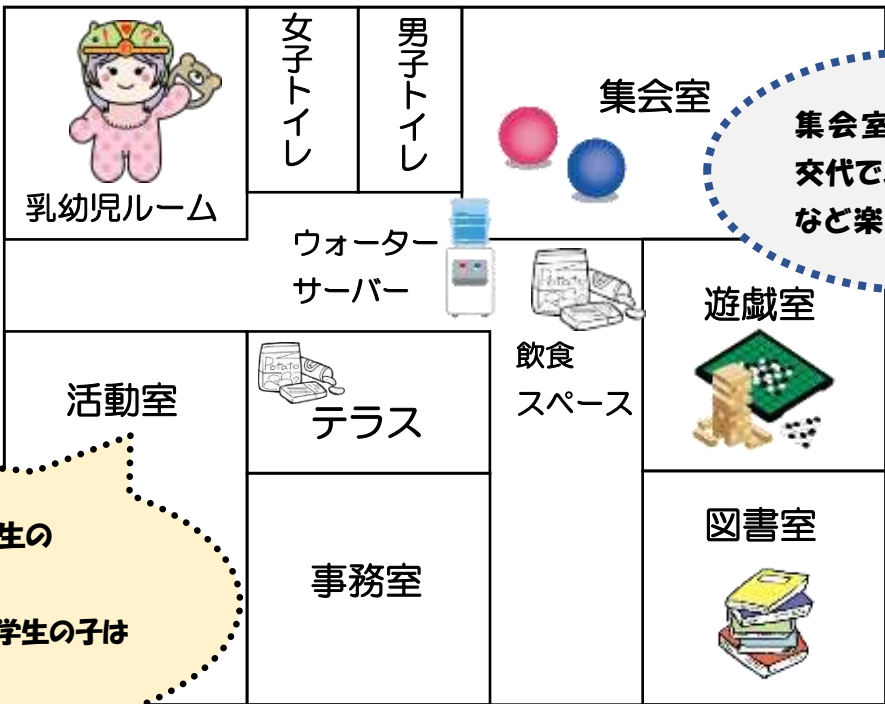 女子トイレ
男子トイレ
集会室
集会室
交代で
など楽
乳幼児ルーム
ウォーター
サーバー
遊戯室
飲食
スペース
活動室
Potato
テラス
生の
学生の子は
事務室
図書室